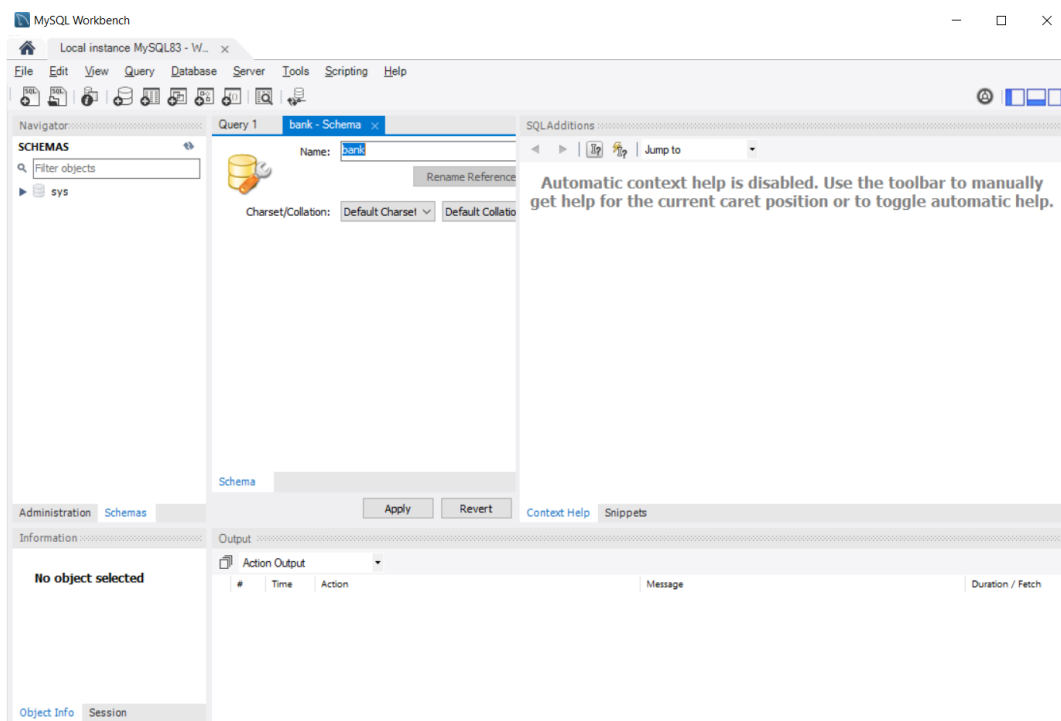 MySQL Workbench
Local instance MySQL83 - W... ×
File Edit View Query Database Server Tools Scripting Help
Navigator
SCHEMAS
Filter objects
sys
Administration Schemas
Information
No object selected
Object Info Session
Query 1 bank - Schema ×
Name: bank
Rename Reference
Charset/Collation: Default Charset Default Collatio
Schema
Apply Revert
SQLAdditions
Jump to
Automatic context help is disabled. Use the toolbar to manually
get help for the current caret position or to toggle automatic help.
Context Help Snippets
Output
Action Output
# Time Action Message Duration / Fetch